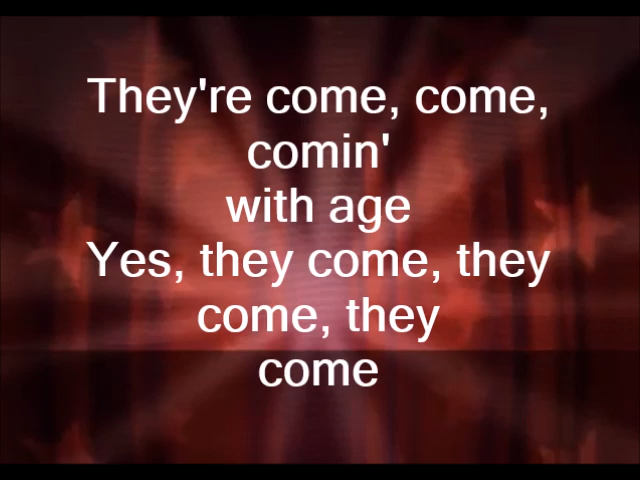 They're come, come,
comin'
with age
Yes, they come, they
come, they
come